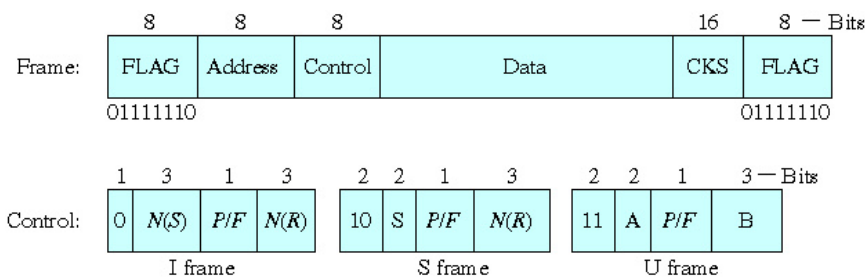 8 8 8 16 8 — Bits
Frame: FLAG Address Control Data CKS FLAG
01111110 01111110
1 3 1 3 2 2 1 3 2 2 1 3 — Bits
Control: 0 N(S) P/F N(R) 10 S P/F N(R) 11 A P/F B
I frame S frame U frame